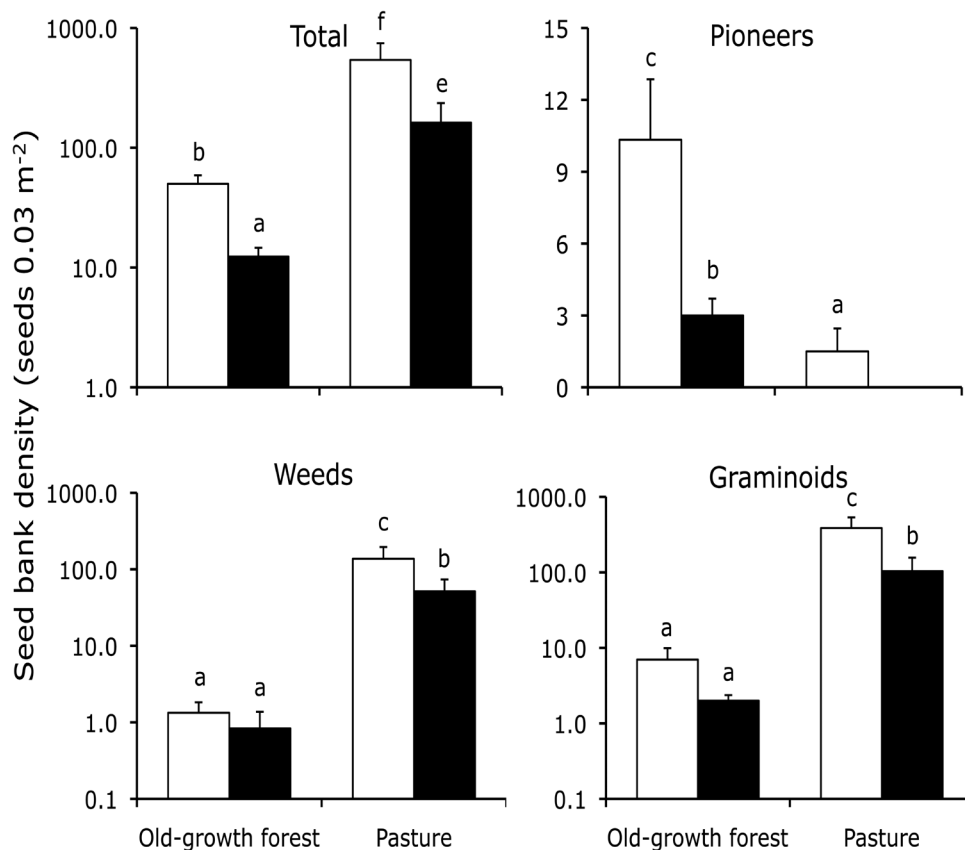 Seed bank density (seeds 0.03 m⁻²)
Total
1000.0
100.0
10.0
1.0
b
a
f
e
Pioneers
15
12
9
6
3
0
c
b
a
Weeds
1000.0
100.0
10.0
1.0
0.1
a
a
c
b
Old-growth forest
Pasture
Graminoids
1000.0
100.0
10.0
1.0
0.1
a
a
c
b
Old-growth forest
Pasture